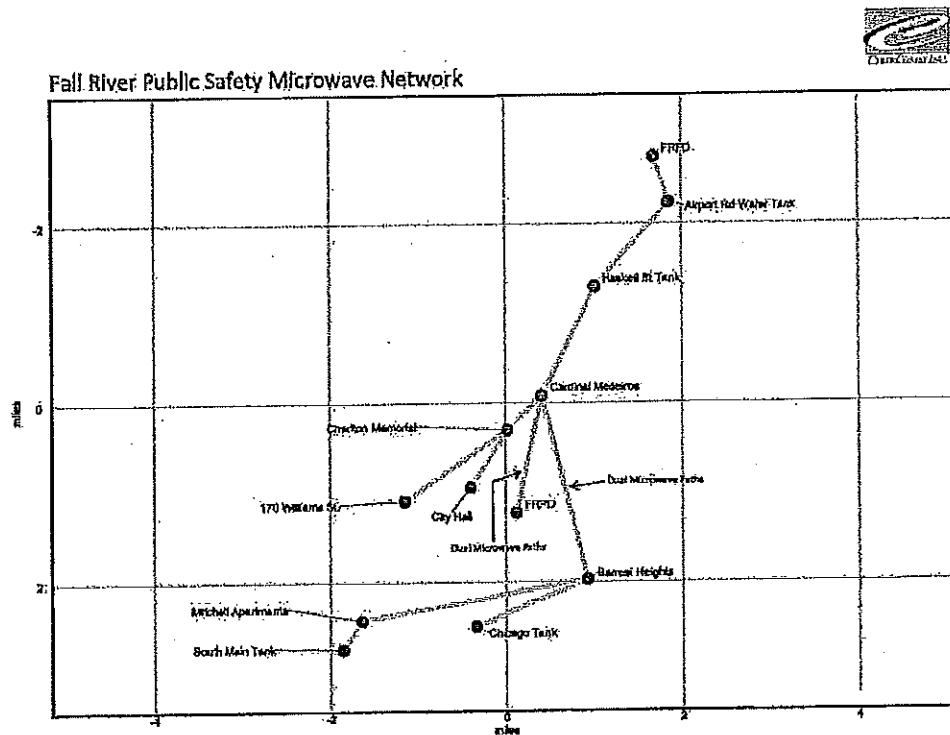 Fall River Public Safety Microwave Network
Airport Rd Water Tank
-2
Haskell St Tank
Cardinal Medeiros
miles
0
Charlton Memorial
Dual Microwave Paths
170 Williams St
City Hall
FRPD
Dual Microwave Paths
Barresi Heights
2
Mitchell Apartments
Chicago Tank
South Main Tank
-2
0
2
4
miles